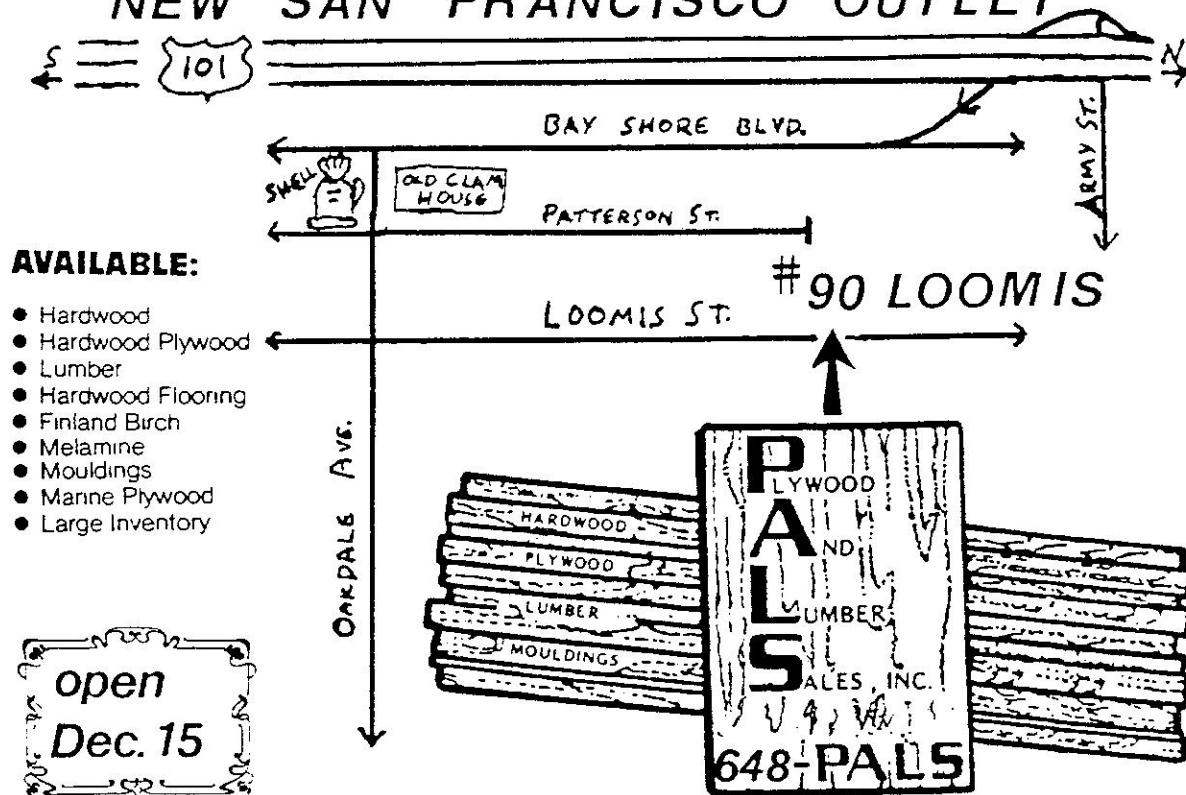 NEW SAN FRANCISCO OUTLET
S
101
N
BAY SHORE BLVD.
ARMY ST.
SHELL
OLD CLAM
HOUSE
PATTERSON ST.
#90 LOOMIS
LOOMIS ST.
OAKDALE AVE.
AVAILABLE:
● Hardwood
● Hardwood Plywood
● Lumber
● Hardwood Flooring
● Finland Birch
● Melamine
● Mouldings
● Marine Plywood
● Large Inventory
open
Dec. 15
HARDWOOD
PLYWOOD
LUMBER
MOULDINGS
PLYWOOD
AND
LUMBER
SALES, INC.
648-PALS